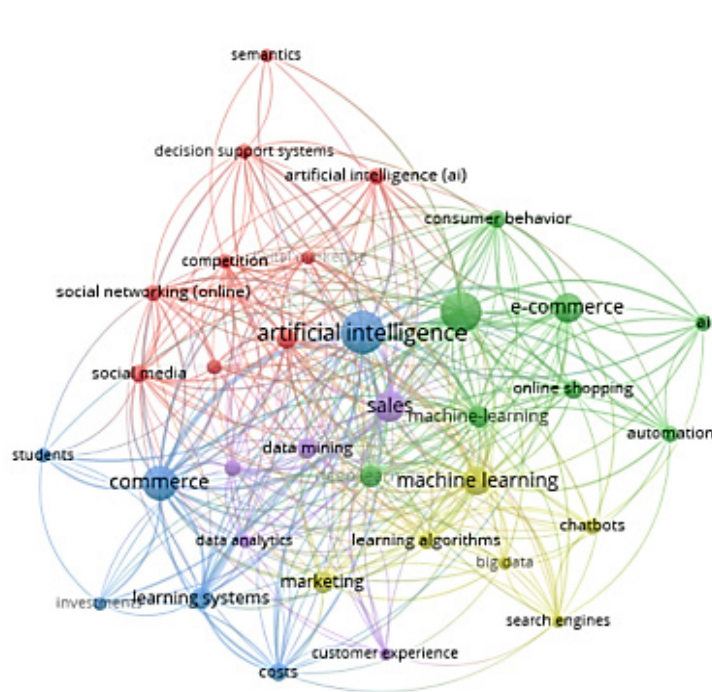 semantics
decision support systems
artificial intelligence (ai)
consumer behavior
competition
digital marketing
social networking (online)
e-commerce
ai
artificial intelligence
social media
online shopping
sales
machine-learning
automation
data mining
students
commerce
machine learning
chatbots
data analytics
learning algorithms
big data
marketing
investments
learning systems
search engines
customer experience
costs